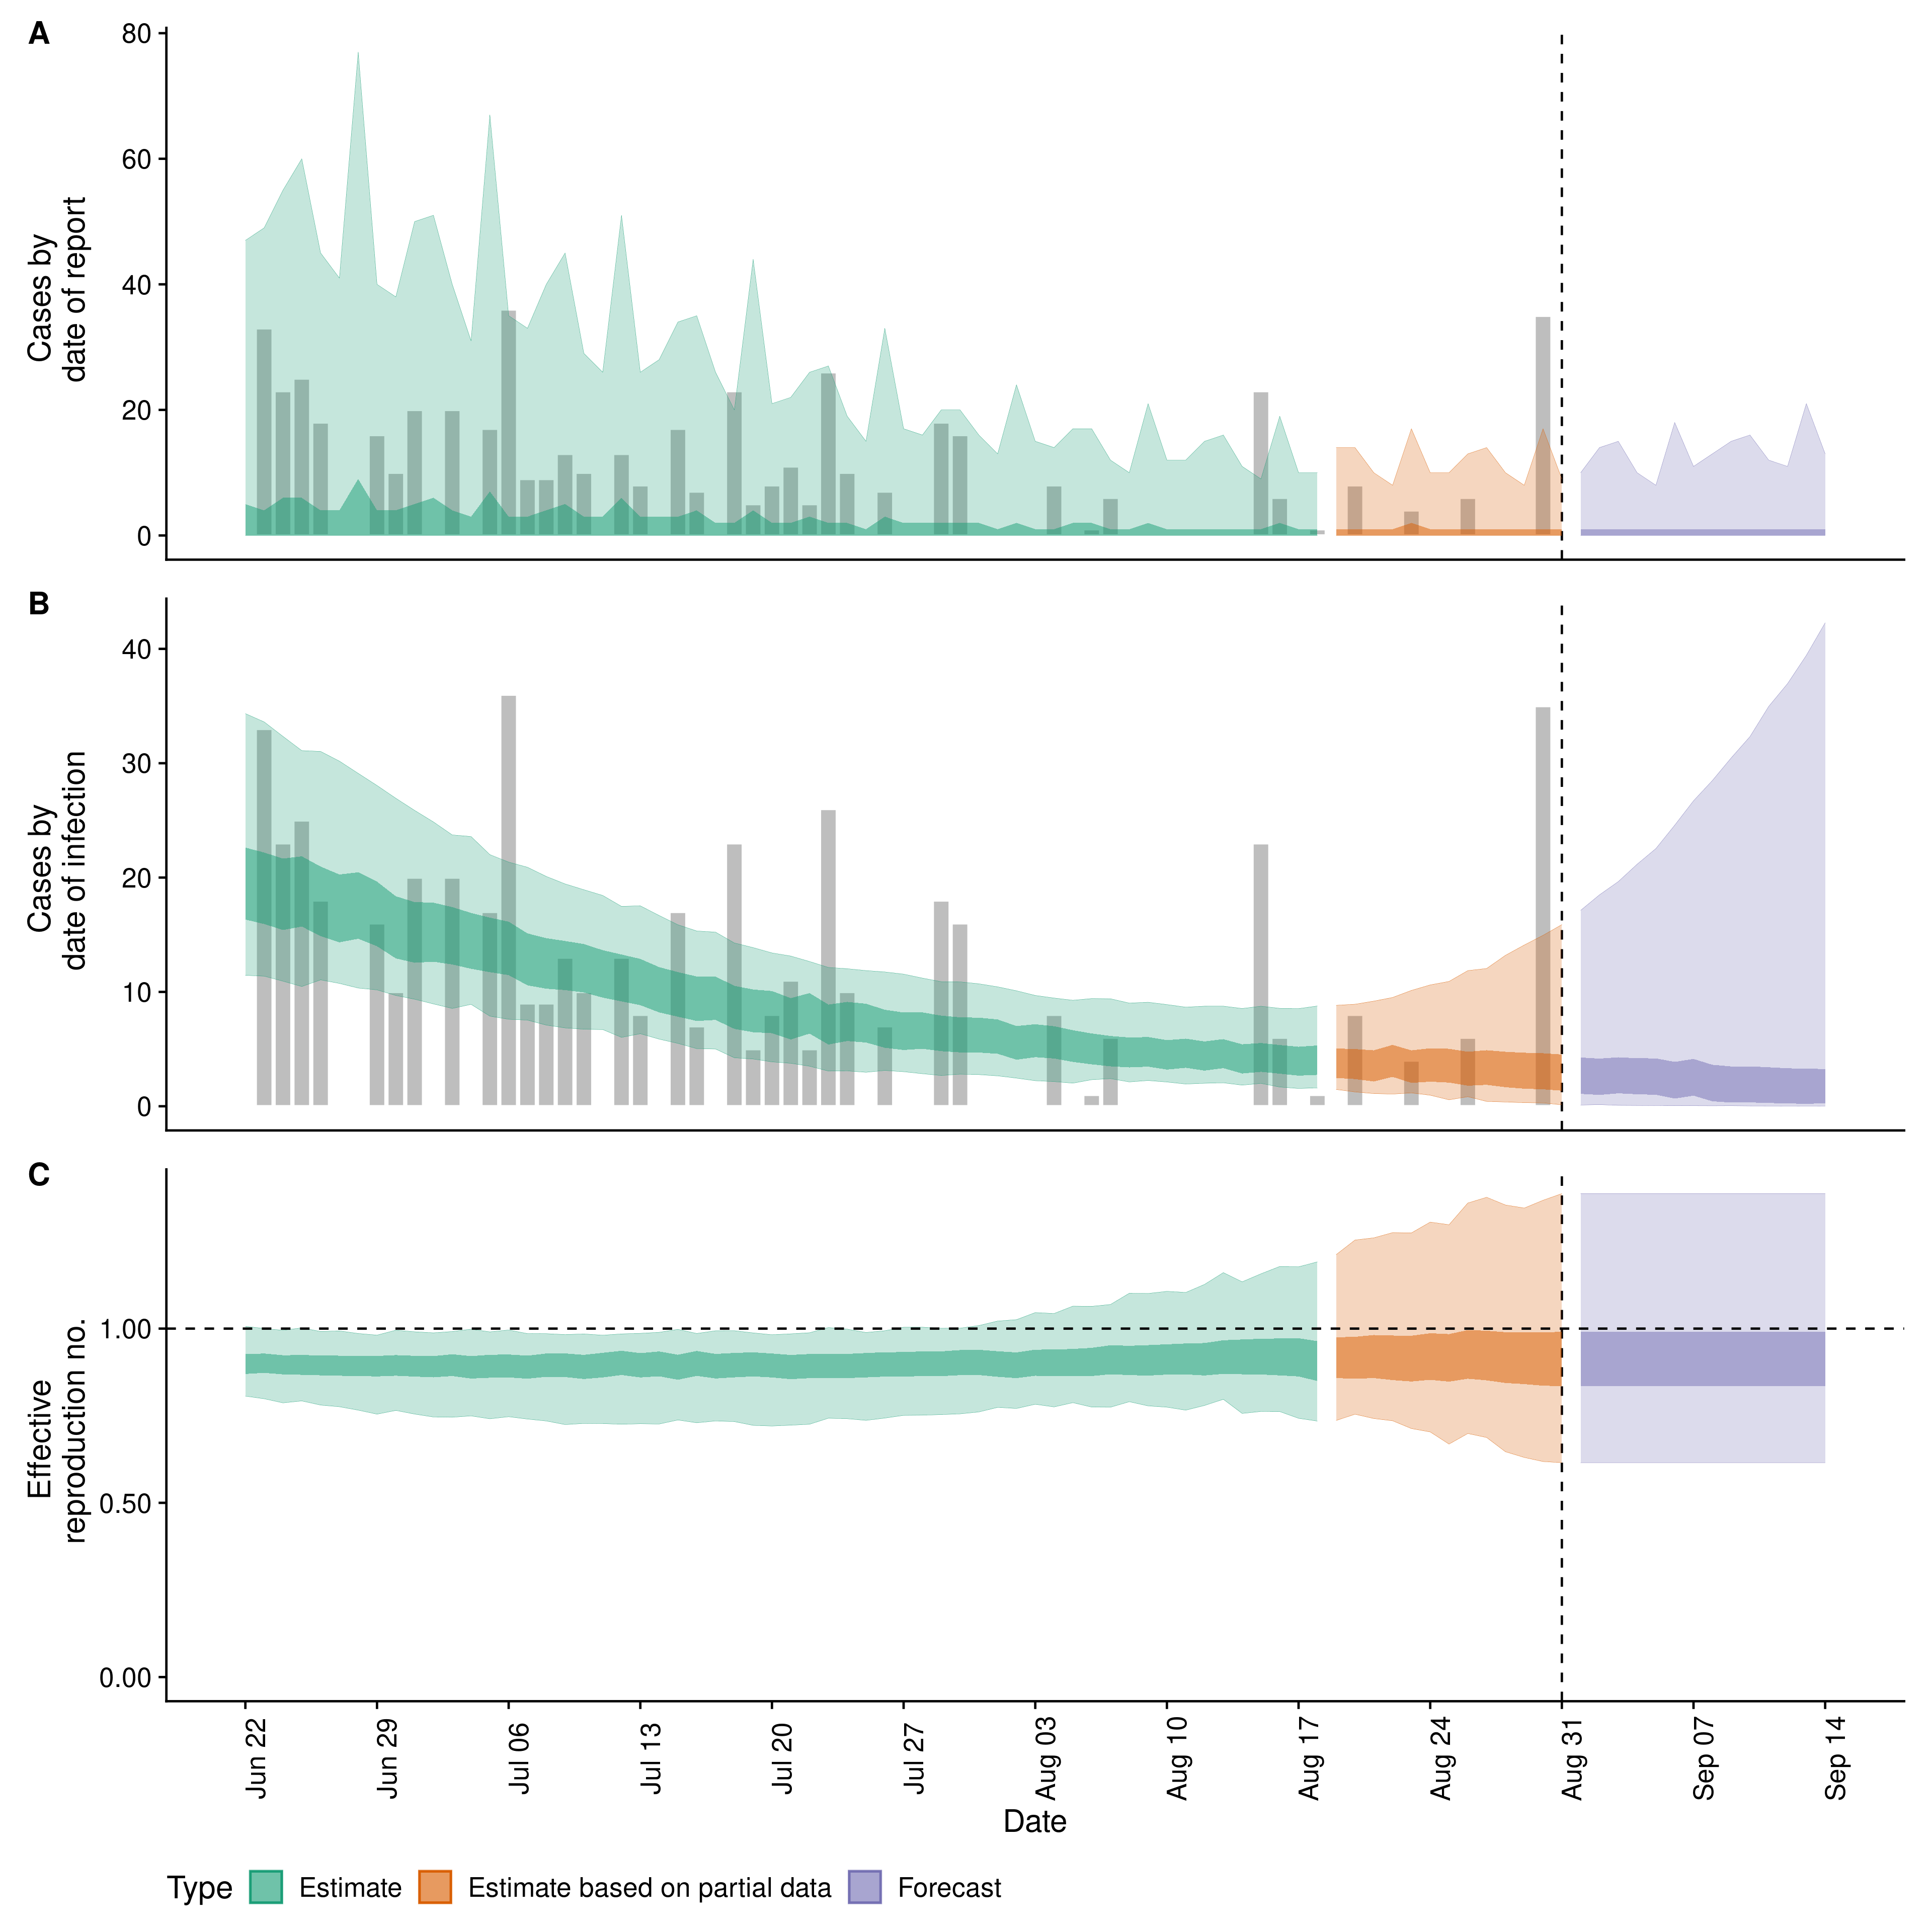 A
80
60
40
20
0
Cases by
date of report
B
40
30
20
10
0
Cases by
date of infection
C
1.00
0.50
0.00
Effective
reproduction no.
Jun 22
Jun 29
Jul 06
Jul 13
Jul 20
Jul 27
Aug 03
Aug 10
Aug 17
Aug 24
Aug 31
Sep 07
Sep 14
Date
Type Estimate Estimate based on partial data Forecast